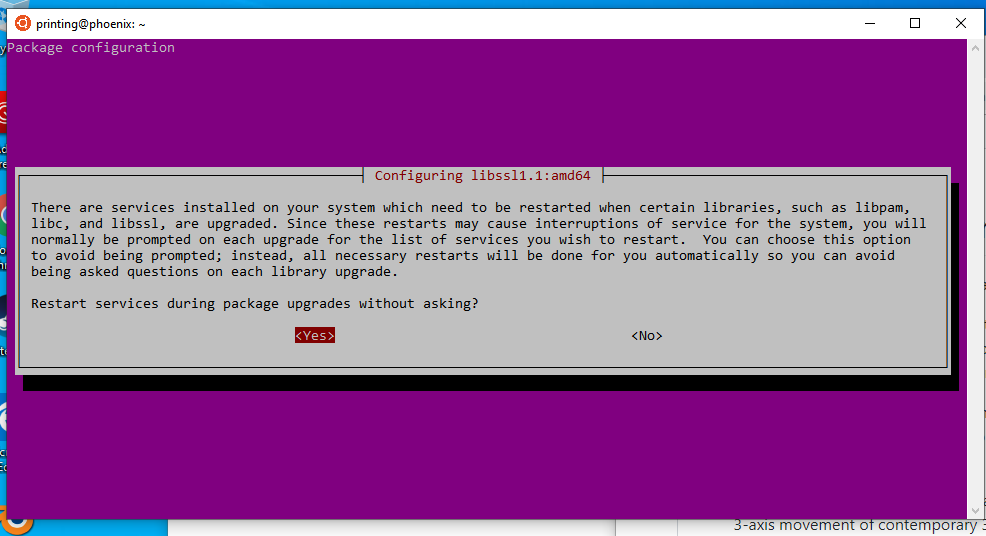 printing@phoenix: ~
Package configuration
Configuring libssl1.1:amd64
There are services installed on your system which need to be restarted when certain libraries, such as libpam,
libc, and libssl, are upgraded. Since these restarts may cause interruptions of service for the system, you will
normally be prompted on each upgrade for the list of services you wish to restart.  You can choose this option
to avoid being prompted; instead, all necessary restarts will be done for you automatically so you can avoid
being asked questions on each library upgrade.
Restart services during package upgrades without asking?
<Yes> <No>
3-axis movement of contemporary